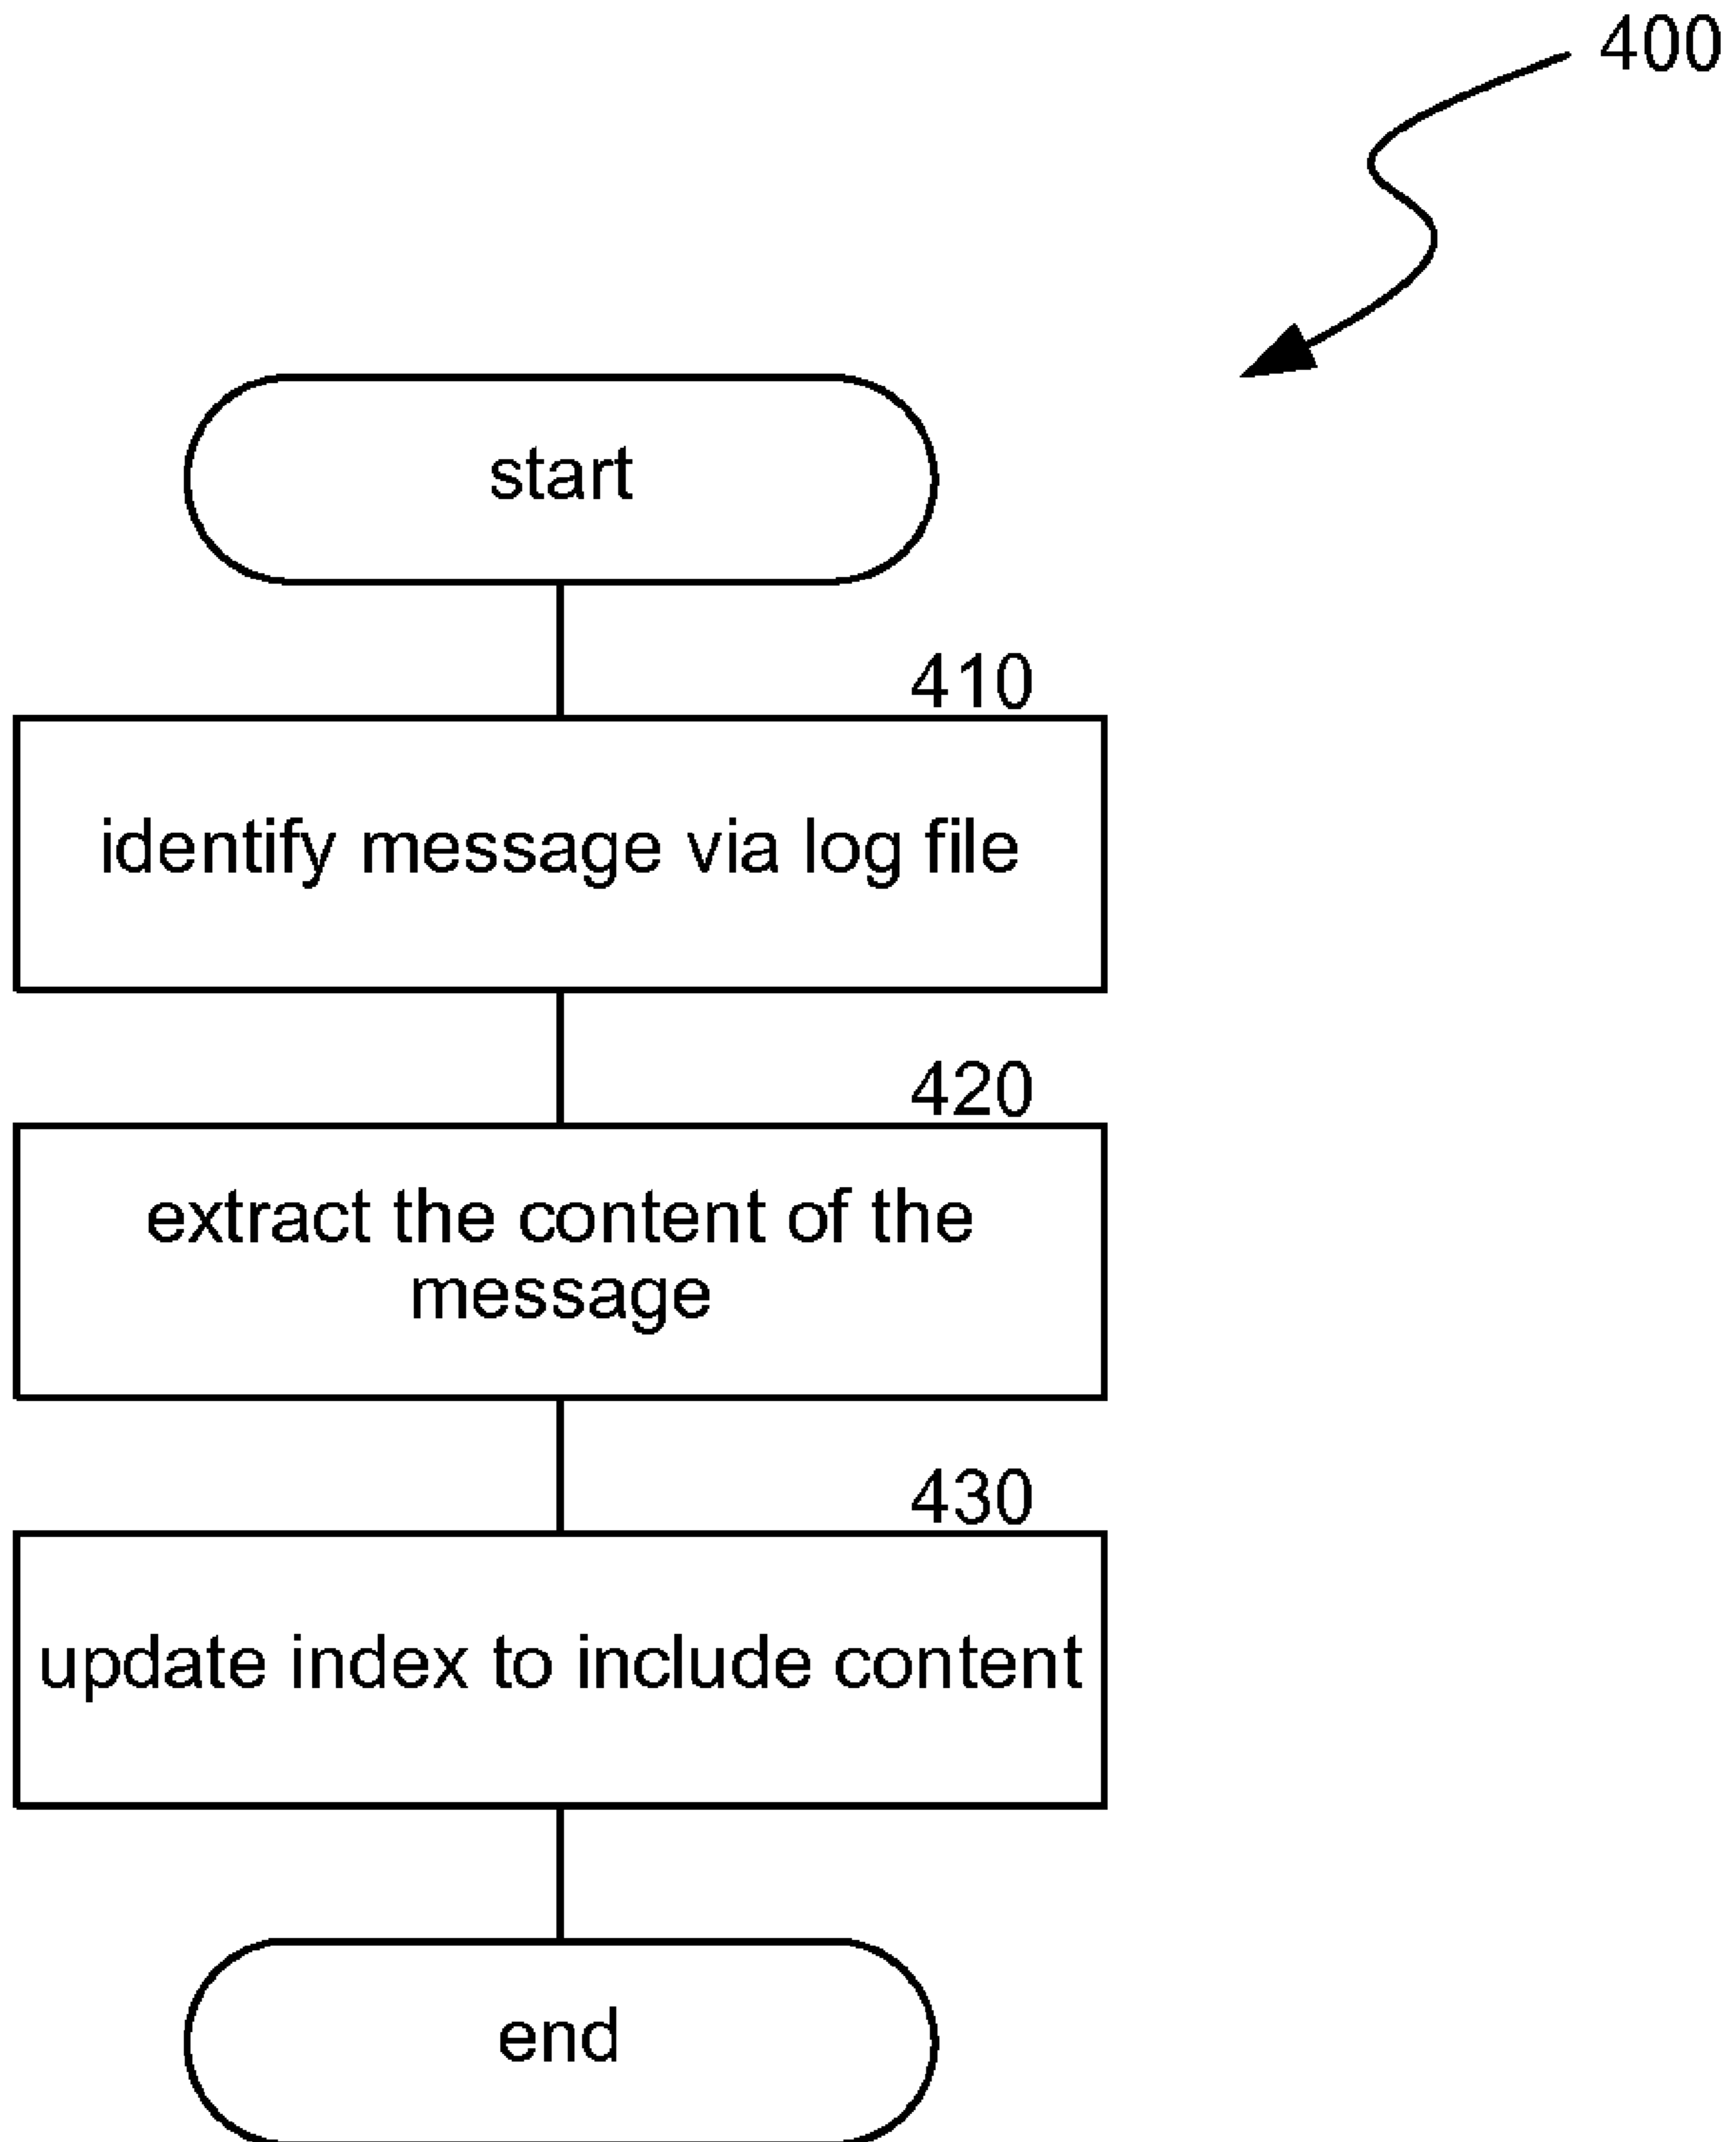 400
start
410
identify message via log file
420
extract the content of the
message
430
update index to include content
end